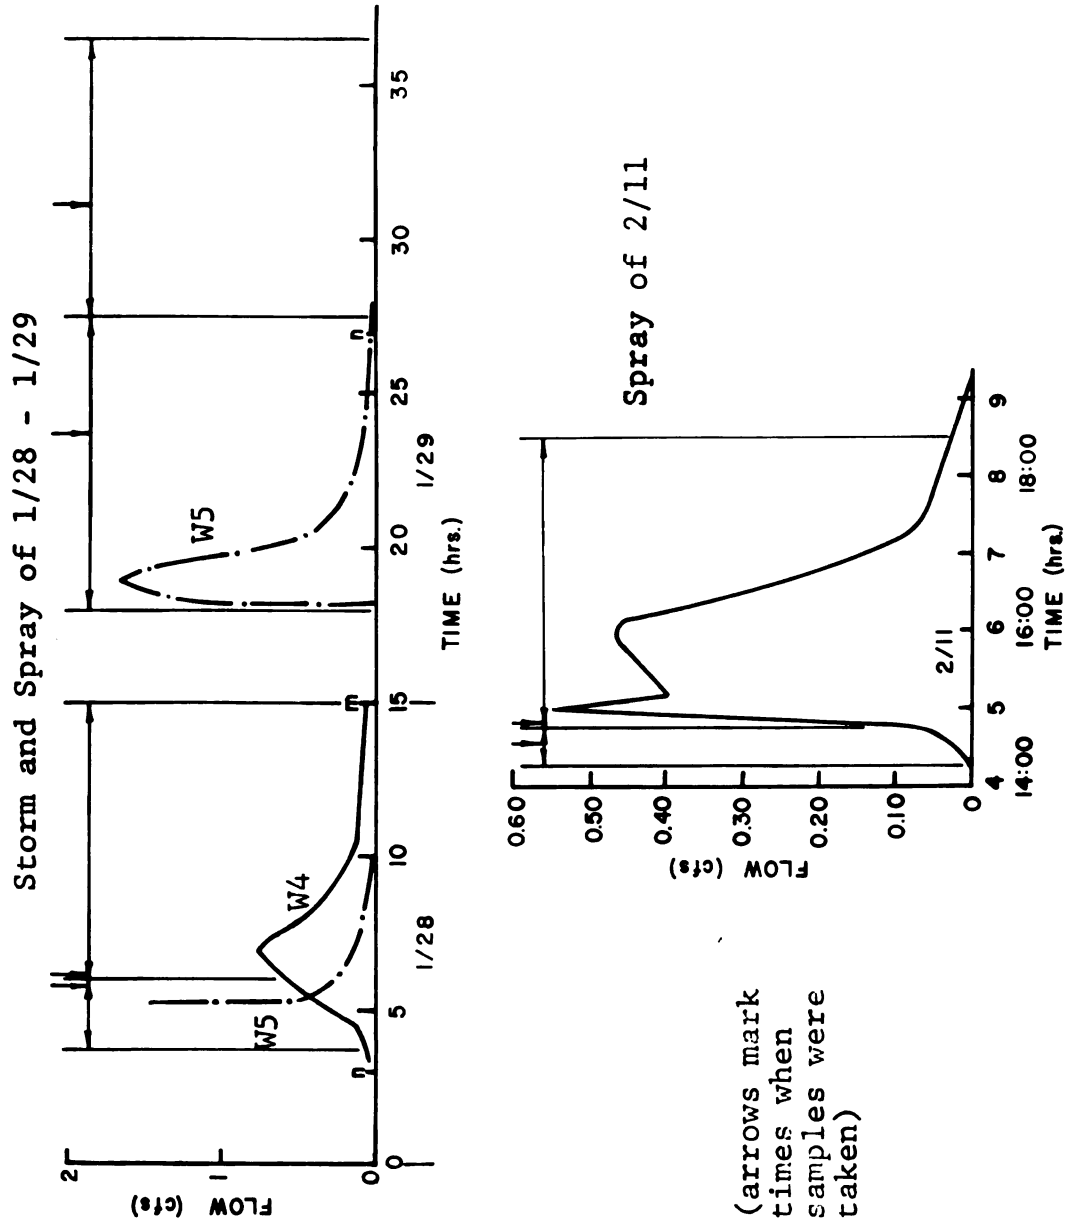 Storm and Spray of 1/28 - 1/29
FLOW (cfs)
2
1
0
W5
W4
W5
n
m
n
0
5
10
15
20
25
30
35
1/28
1/29
TIME (hrs.)
Spray of 2/11
FLOW (cfs)
0.60
0.50
0.40
0.30
0.20
0.10
0
2/11
4
5
6
7
8
9
14:00
16:00
18:00
TIME (hrs.)
(arrows mark
times when
samples were
taken)